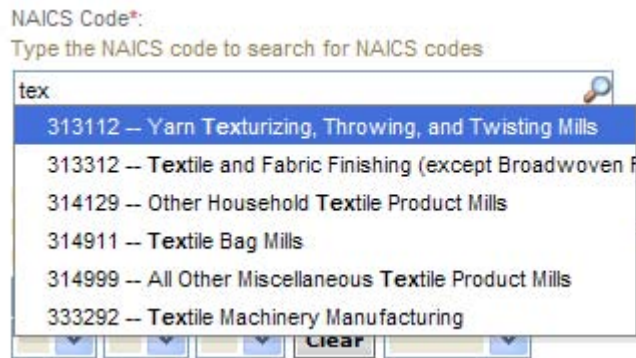 NAICS Code*:
Type the NAICS code to search for NAICS codes
tex
313112 -- Yarn Texturizing, Throwing, and Twisting Mills
313312 -- Textile and Fabric Finishing (except Broadwoven F
314129 -- Other Household Textile Product Mills
314911 -- Textile Bag Mills
314999 -- All Other Miscellaneous Textile Product Mills
333292 -- Textile Machinery Manufacturing
Clear